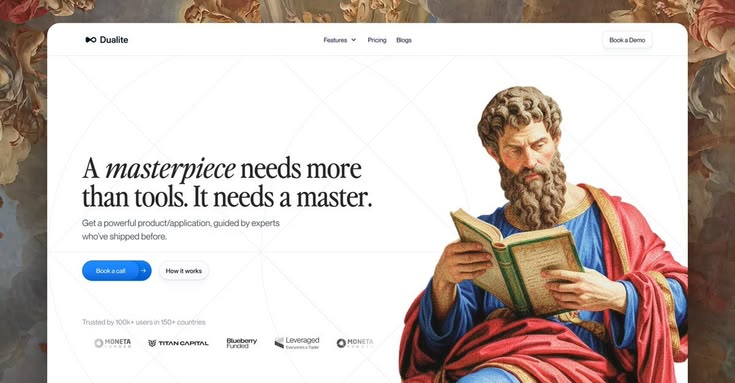 Dualite
Features
Pricing
Blogs
Book a Demo
A masterpiece needs more
than tools. It needs a master.
Get a powerful product/application, guided by experts
who've shipped before.
Book a call
How it works
Trusted by 100k+ users in 150+ countries
MONETA
TITAN CAPITAL
Blueberry
Funded
Leveraged
Everyone's a Trader
MONETA